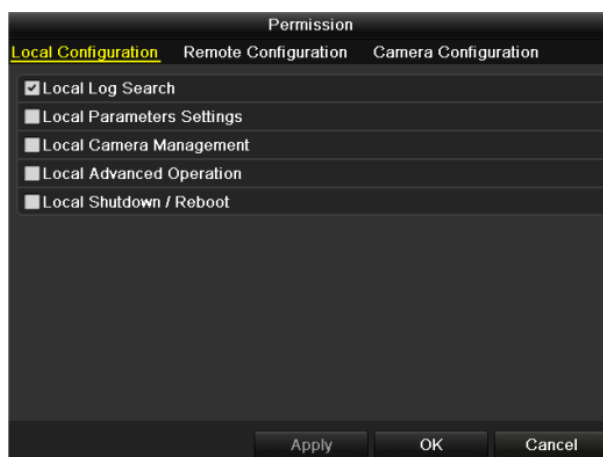 Permission
Local Configuration Remote Configuration Camera Configuration
Local Log Search
Local Parameters Settings
Local Camera Management
Local Advanced Operation
Local Shutdown / Reboot
Apply OK Cancel